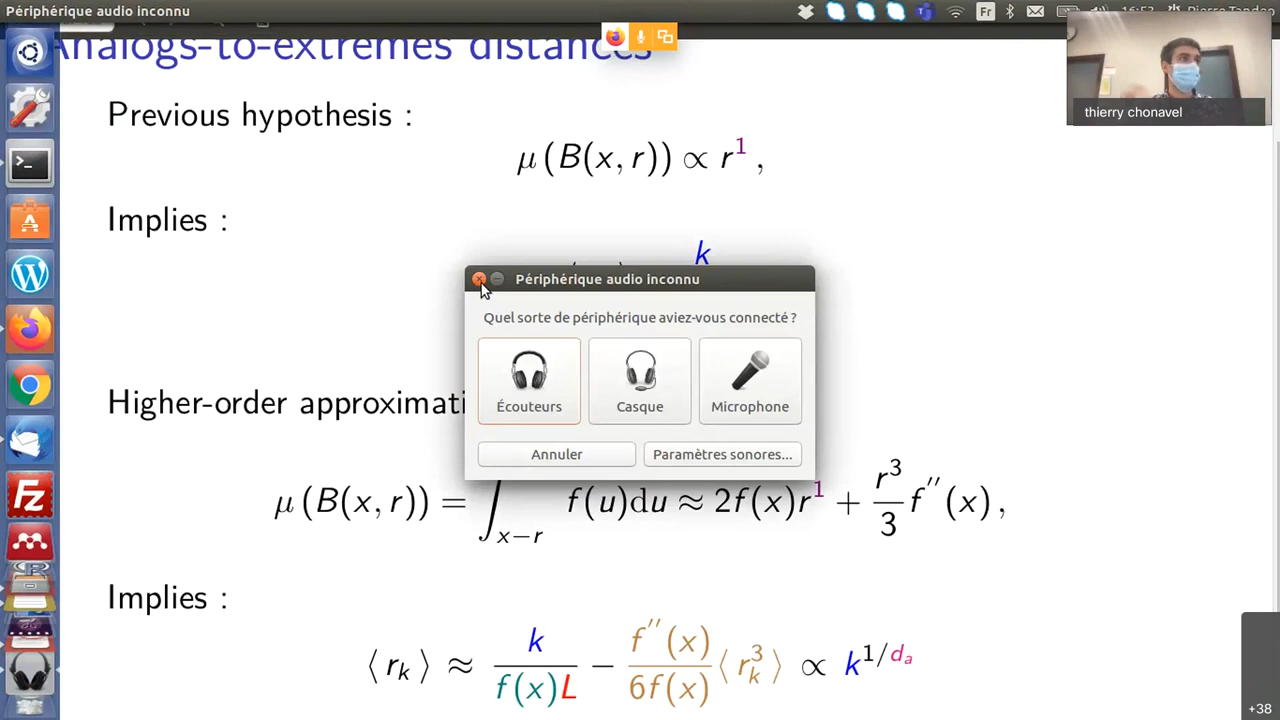 Périphérique audio inconnu
Fr
Analogs-to-extremes distances
thierry chonavel
Previous hypothesis :
μ (B(x, r)) ∝ r¹ ,
Implies :
k
Périphérique audio inconnu
Quel sorte de périphérique aviez-vous connecté ?
Écouteurs
Casque
Microphone
Annuler
Paramètres sonores...
Higher-order approximati
μ (B(x, r)) = ∫x−r f(u)du ≈ 2f(x)r¹ + r³/3 f''(x) ,
Implies :
⟨ rk ⟩ ≈ k/f(x)L − f''(x)/6f(x) ⟨ rk³ ⟩ ∝ k^1/da
+38